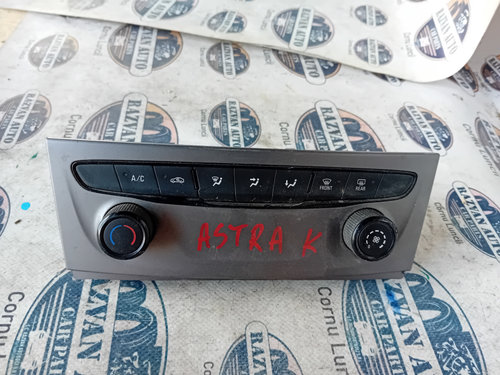 A/C
FRONT
REAR
ASTRA K
RAZVAN AUTO
CAR PARTS
Cornu Luncii